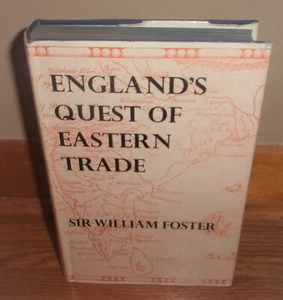 ENGLAND'S
QUEST OF
EASTERN
TRADE
SIR WILLIAM FOSTER